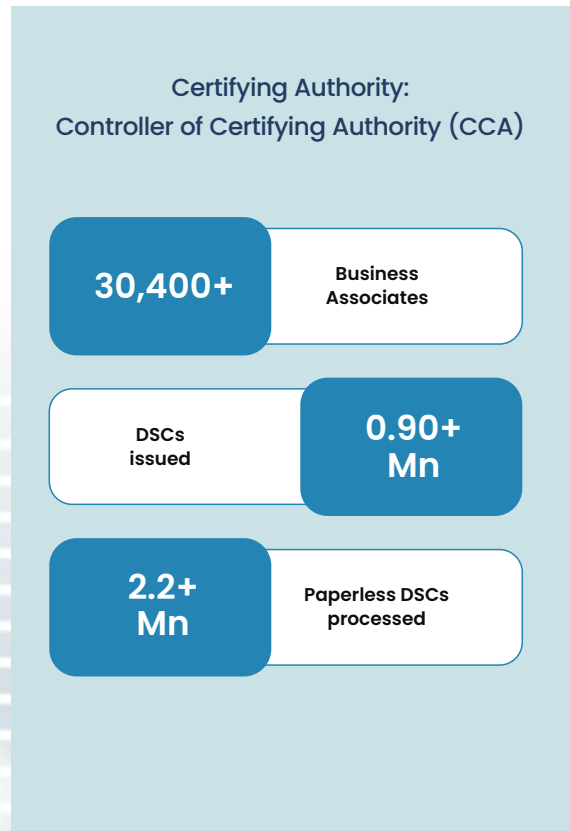 Certifying Authority:
Controller of Certifying Authority (CCA)
30,400+
Business
Associates
DSCs
issued
0.90+
Mn
2.2+
Mn
Paperless DSCs
processed